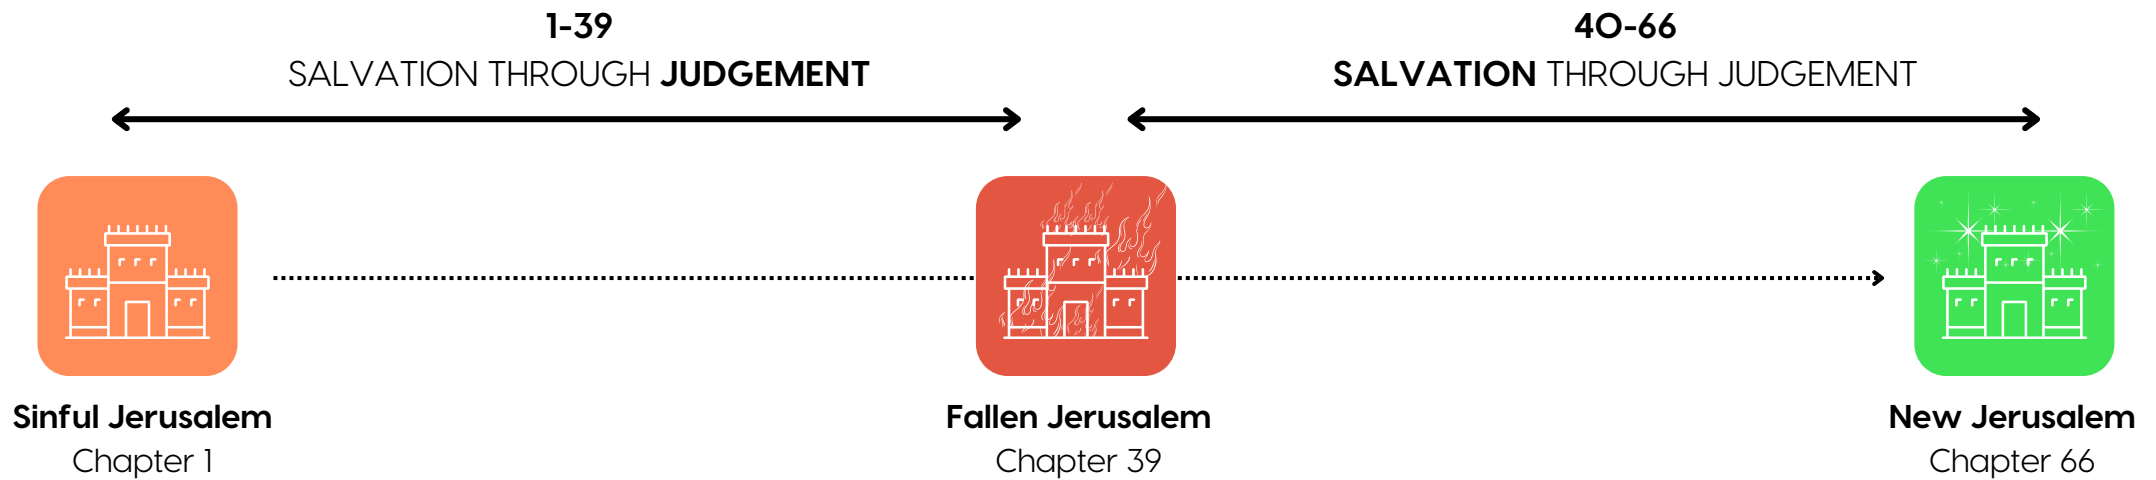 1-39
SALVATION THROUGH JUDGEMENT
40-66
SALVATION THROUGH JUDGEMENT
Sinful Jerusalem
Chapter 1
Fallen Jerusalem
Chapter 39
New Jerusalem
Chapter 66